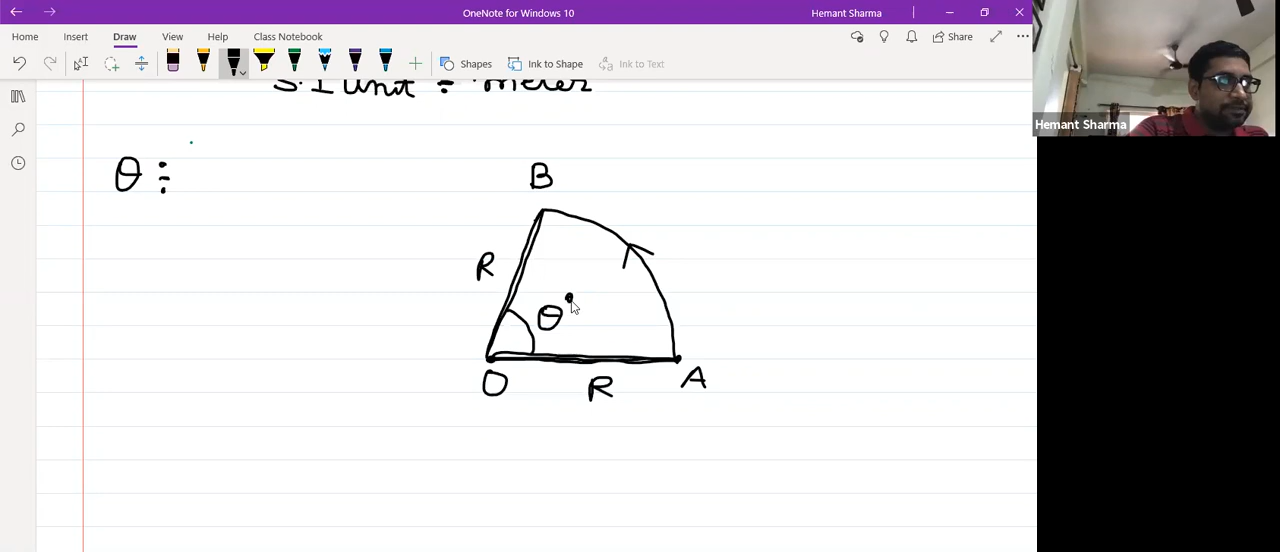 OneNote for Windows 10
Hemant Sharma
Home
Insert
Draw
View
Help
Class Notebook
Share
Shapes
Ink to Shape
Ink to Text
S.I unit = meter
Hemant Sharma
θ =
B
R
θ°
O
R
A